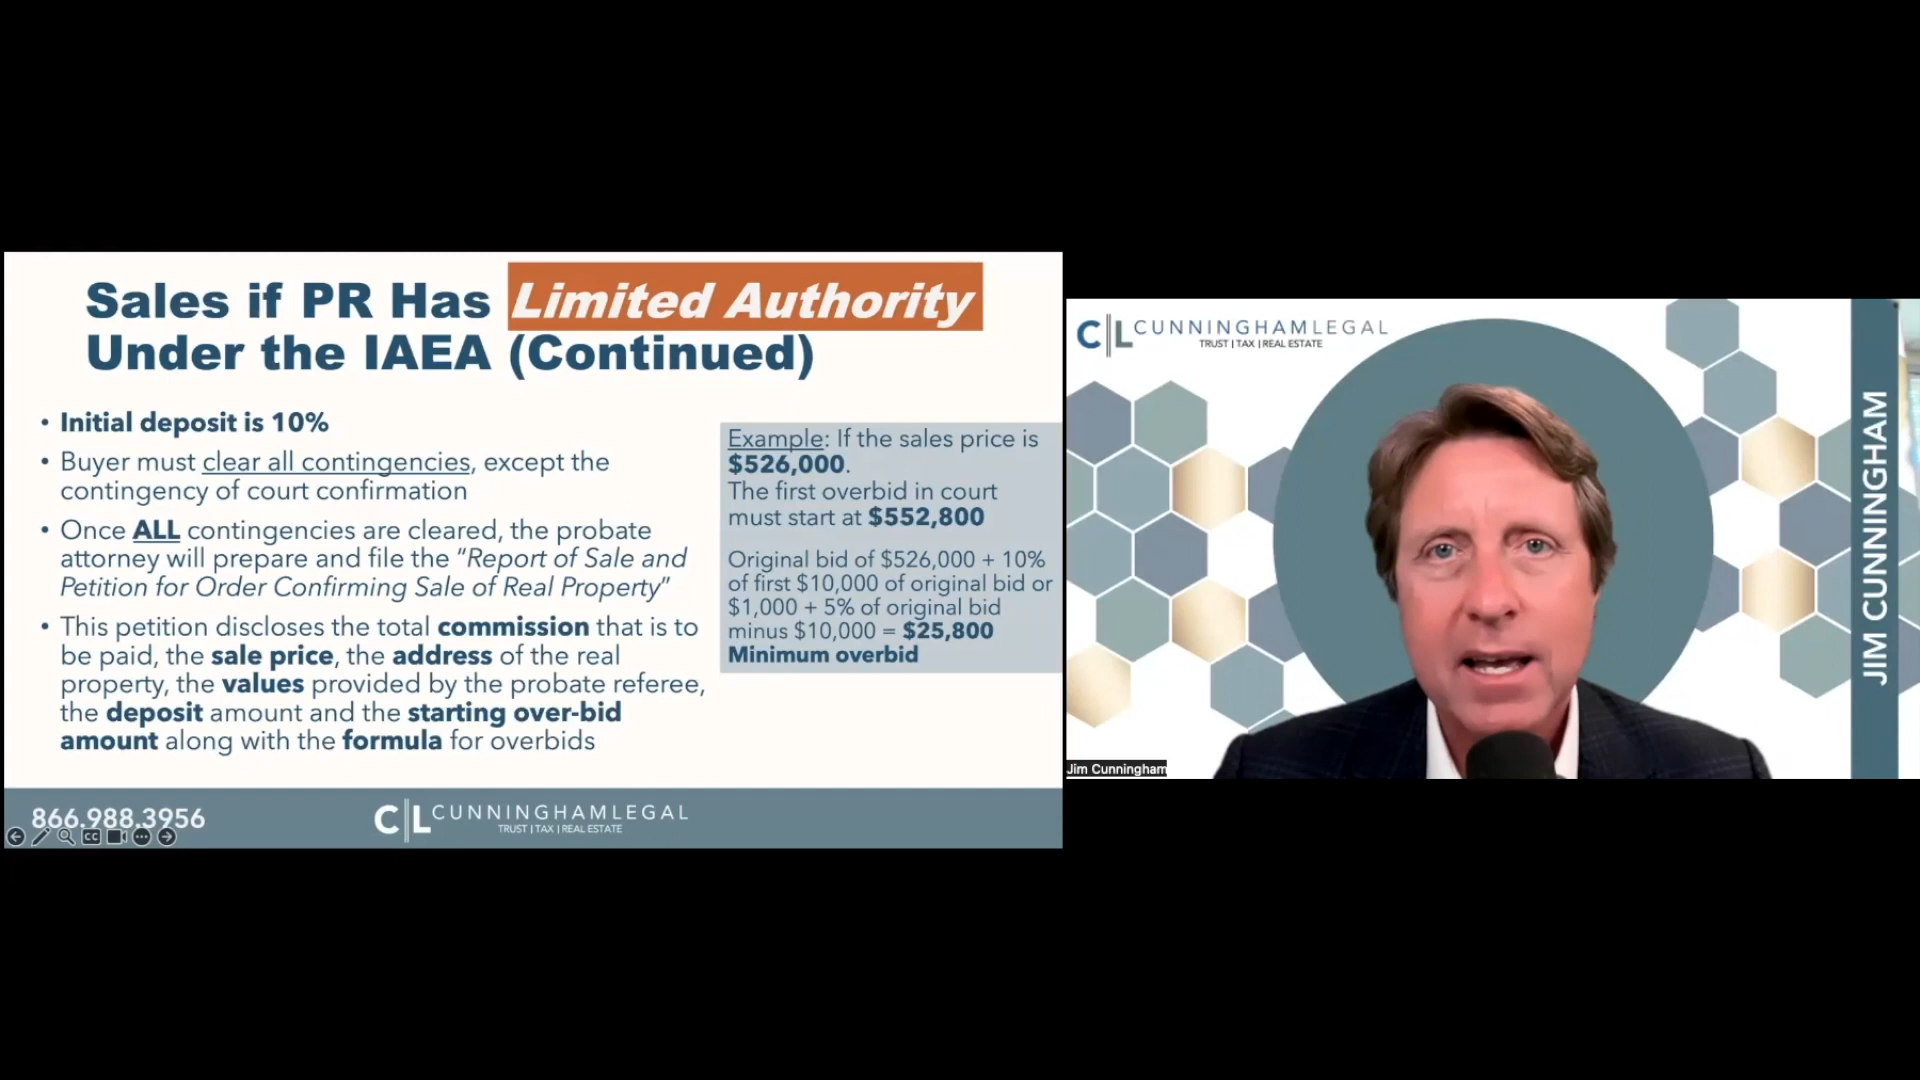 Sales if PR Has Limited Authority
Under the IAEA (Continued)
• Initial deposit is 10%
• Buyer must clear all contingencies, except the
contingency of court confirmation
• Once ALL contingencies are cleared, the probate
attorney will prepare and file the “Report of Sale and
Petition for Order Confirming Sale of Real Property”
• This petition discloses the total commission that is to
be paid, the sale price, the address of the real
property, the values provided by the probate referee,
the deposit amount and the starting over-bid
amount along with the formula for overbids
Example: If the sales price is
$526,000.
The first overbid in court
must start at $552,800
Original bid of $526,000 + 10%
of first $10,000 of original bid or
$1,000 + 5% of original bid
minus $10,000 = $25,800
Minimum overbid
866.988.3956
CC
CL CUNNINGHAMLEGAL
TRUST | TAX | REAL ESTATE
CL CUNNINGHAMLEGAL
TRUST | TAX | REAL ESTATE
JIM CUNNINGHAM
Jim Cunningham